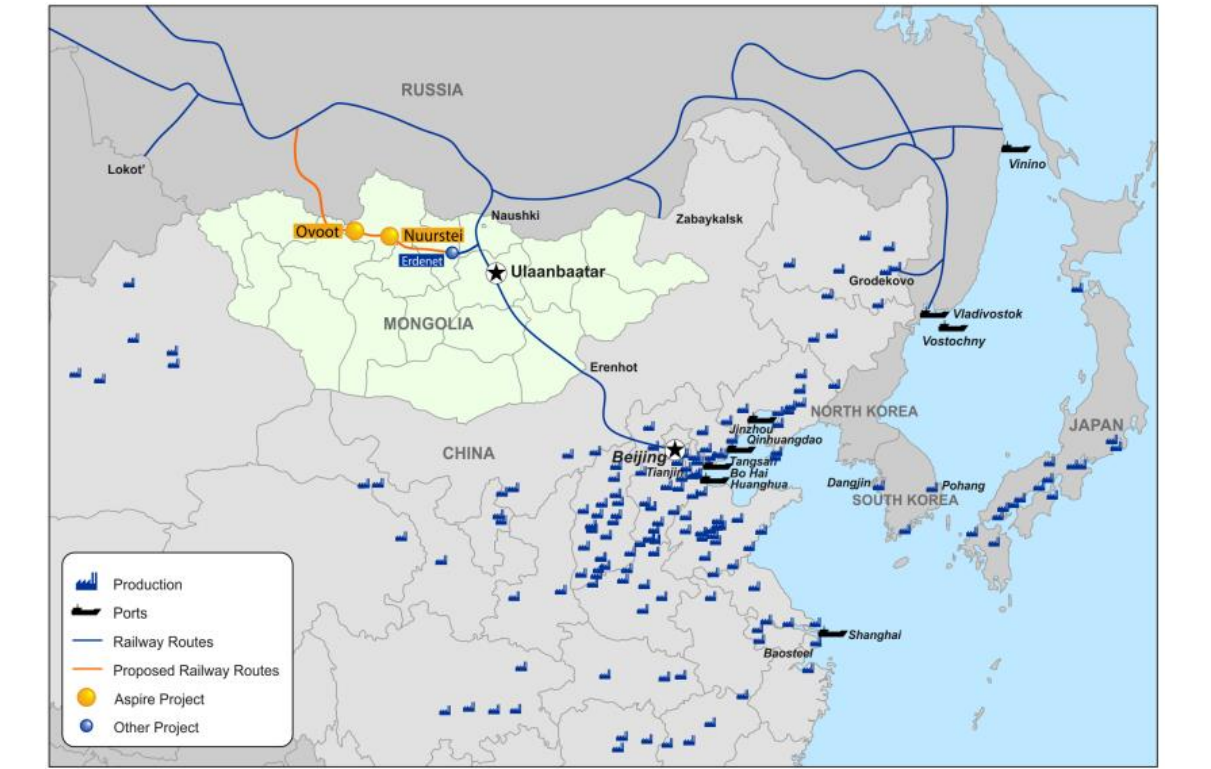 RUSSIA
Lokot'
Vinino
Naushki
Zabaykalsk
Ovoot
Nuurstei
Erdenet
Ulaanbaatar
Grodekovo
MONGOLIA
Vladivostok
Vostochny
Erenhot
NORTH KOREA
Jinzhou
JAPAN
Qinhuangdao
CHINA
Beijing
Tangsan
Tianjin
Bo Hai
Huanghua
Dangjin
Pohang
SOUTH KOREA
Production
Ports
Railway Routes
Proposed Railway Routes
Aspire Project
Other Project
Shanghai
Baosteel